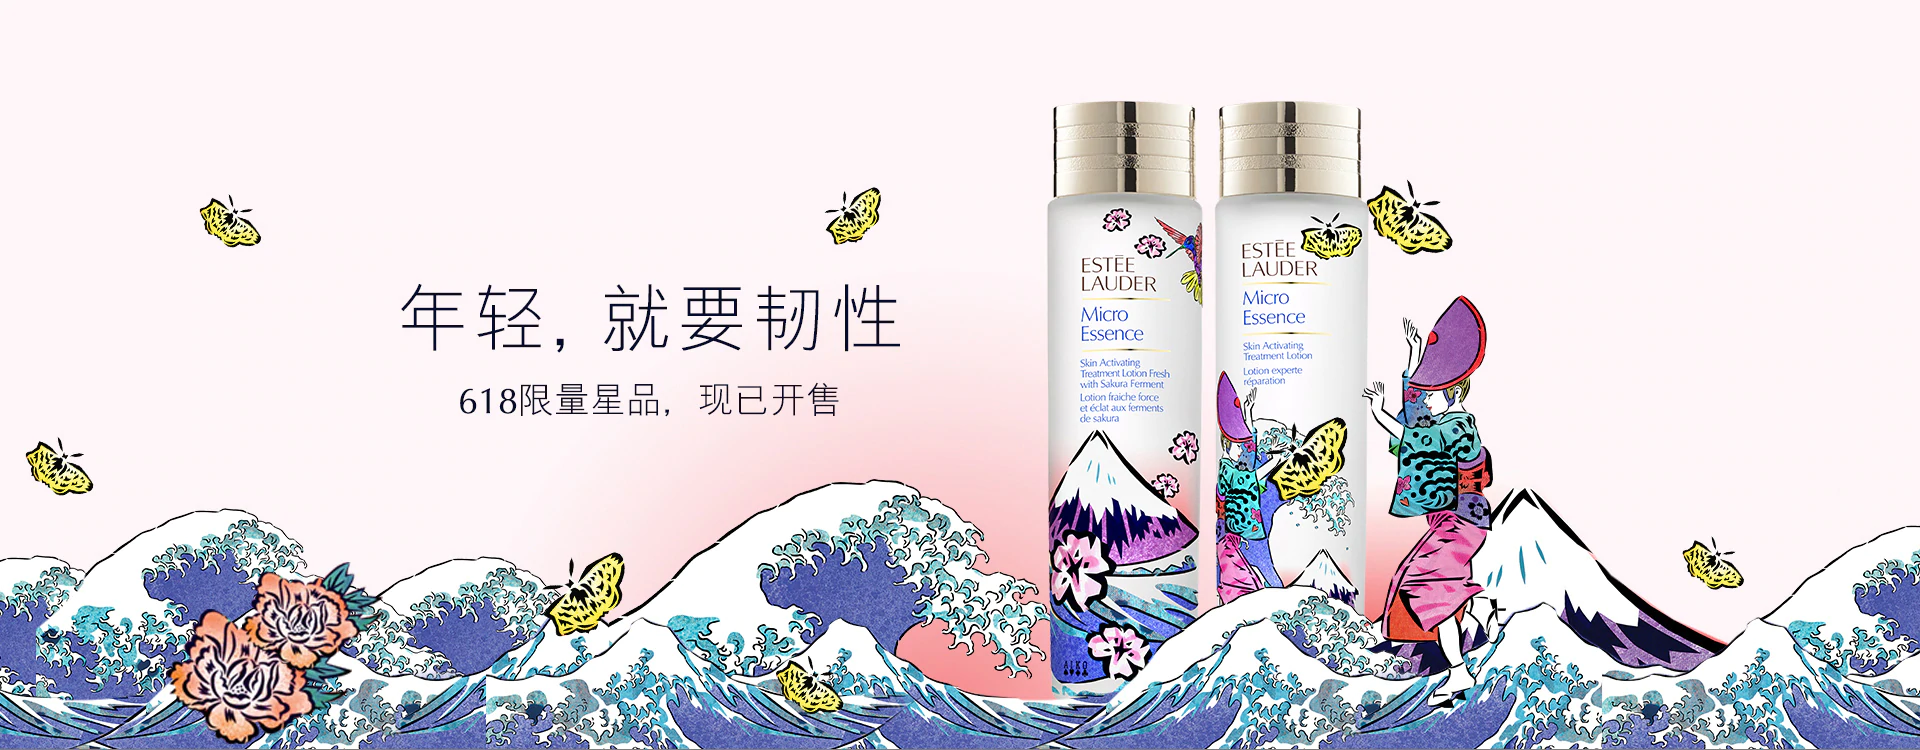 年轻，就要韧性
618限量星品，现已开售
ESTĒE
LAUDER
Micro
Essence
Skin Activating
Treatment Lotion Fresh
with Sakura Ferment
Lotion fraîche force
et éclat aux ferments
de sakura
ESTĒE
LAUDER
Micro
Essence
Skin Activating
Treatment Lotion
Lotion experte
réparation